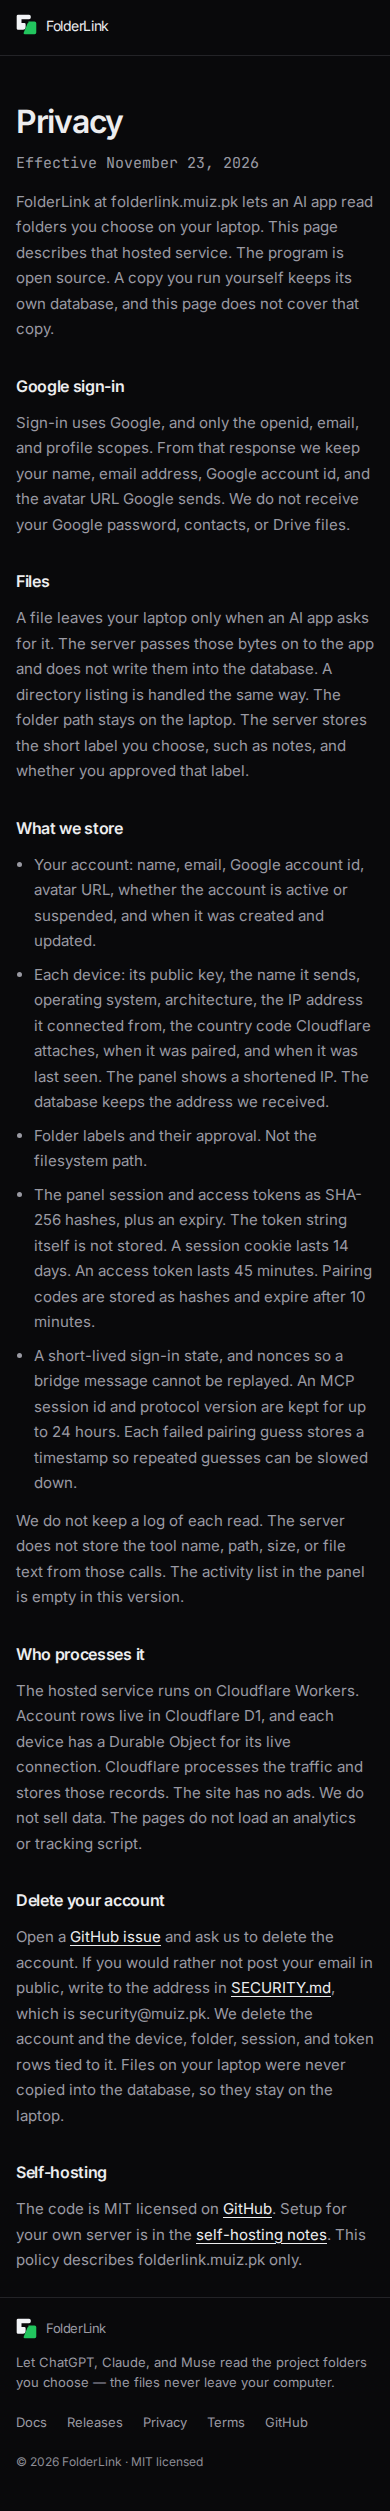 FolderLink
Privacy
Effective November 23, 2026
FolderLink at folderlink.muiz.pk lets an AI app read
folders you choose on your laptop. This page
describes that hosted service. The program is
open source. A copy you run yourself keeps its
own database, and this page does not cover that
copy.
Google sign-in
Sign-in uses Google, and only the openid, email,
and profile scopes. From that response we keep
your name, email address, Google account id, and
the avatar URL Google sends. We do not receive
your Google password, contacts, or Drive files.
Files
A file leaves your laptop only when an AI app asks
for it. The server passes those bytes on to the app
and does not write them into the database. A
directory listing is handled the same way. The
folder path stays on the laptop. The server stores
the short label you choose, such as notes, and
whether you approved that label.
What we store
• Your account: name, email, Google account id,
avatar URL, whether the account is active or
suspended, and when it was created and
updated.
• Each device: its public key, the name it sends,
operating system, architecture, the IP address
it connected from, the country code Cloudflare
attaches, when it was paired, and when it was
last seen. The panel shows a shortened IP. The
database keeps the address we received.
• Folder labels and their approval. Not the
filesystem path.
• The panel session and access tokens as SHA-
256 hashes, plus an expiry. The token string
itself is not stored. A session cookie lasts 14
days. An access token lasts 45 minutes. Pairing
codes are stored as hashes and expire after 10
minutes.
• A short-lived sign-in state, and nonces so a
bridge message cannot be replayed. An MCP
session id and protocol version are kept for up
to 24 hours. Each failed pairing guess stores a
timestamp so repeated guesses can be slowed
down.
We do not keep a log of each read. The server
does not store the tool name, path, size, or file
text from those calls. The activity list in the panel
is empty in this version.
Who processes it
The hosted service runs on Cloudflare Workers.
Account rows live in Cloudflare D1, and each
device has a Durable Object for its live
connection. Cloudflare processes the traffic and
stores those records. The site has no ads. We do
not sell data. The pages do not load an analytics
or tracking script.
Delete your account
Open a GitHub issue and ask us to delete the
account. If you would rather not post your email in
public, write to the address in SECURITY.md,
which is security@muiz.pk. We delete the
account and the device, folder, session, and token
rows tied to it. Files on your laptop were never
copied into the database, so they stay on the
laptop.
Self-hosting
The code is MIT licensed on GitHub. Setup for
your own server is in the self-hosting notes. This
policy describes folderlink.muiz.pk only.
FolderLink
Let ChatGPT, Claude, and Muse read the project folders
you choose — the files never leave your computer.
Docs Releases Privacy Terms GitHub
© 2026 FolderLink · MIT licensed